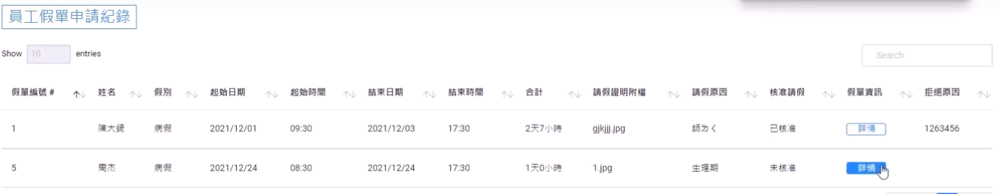 員工假單申請紀錄
Show 10 entries
Search
假單編號 # 姓名 假別 起始日期 起始時間 結束日期 結束時間 合計 請假證明附檔 請假原因 核准請假 假單資訊 拒絕原因
1 陳大錡 病假 2021/12/01 09:30 2021/12/03 17:30 2天7小時 gjkjjj.jpg 師ㄌく 已核准 詳情 1263456
5 周杰 病假 2021/12/24 08:30 2021/12/24 17:30 1天0小時 1.jpg 生理期 未核准 詳情